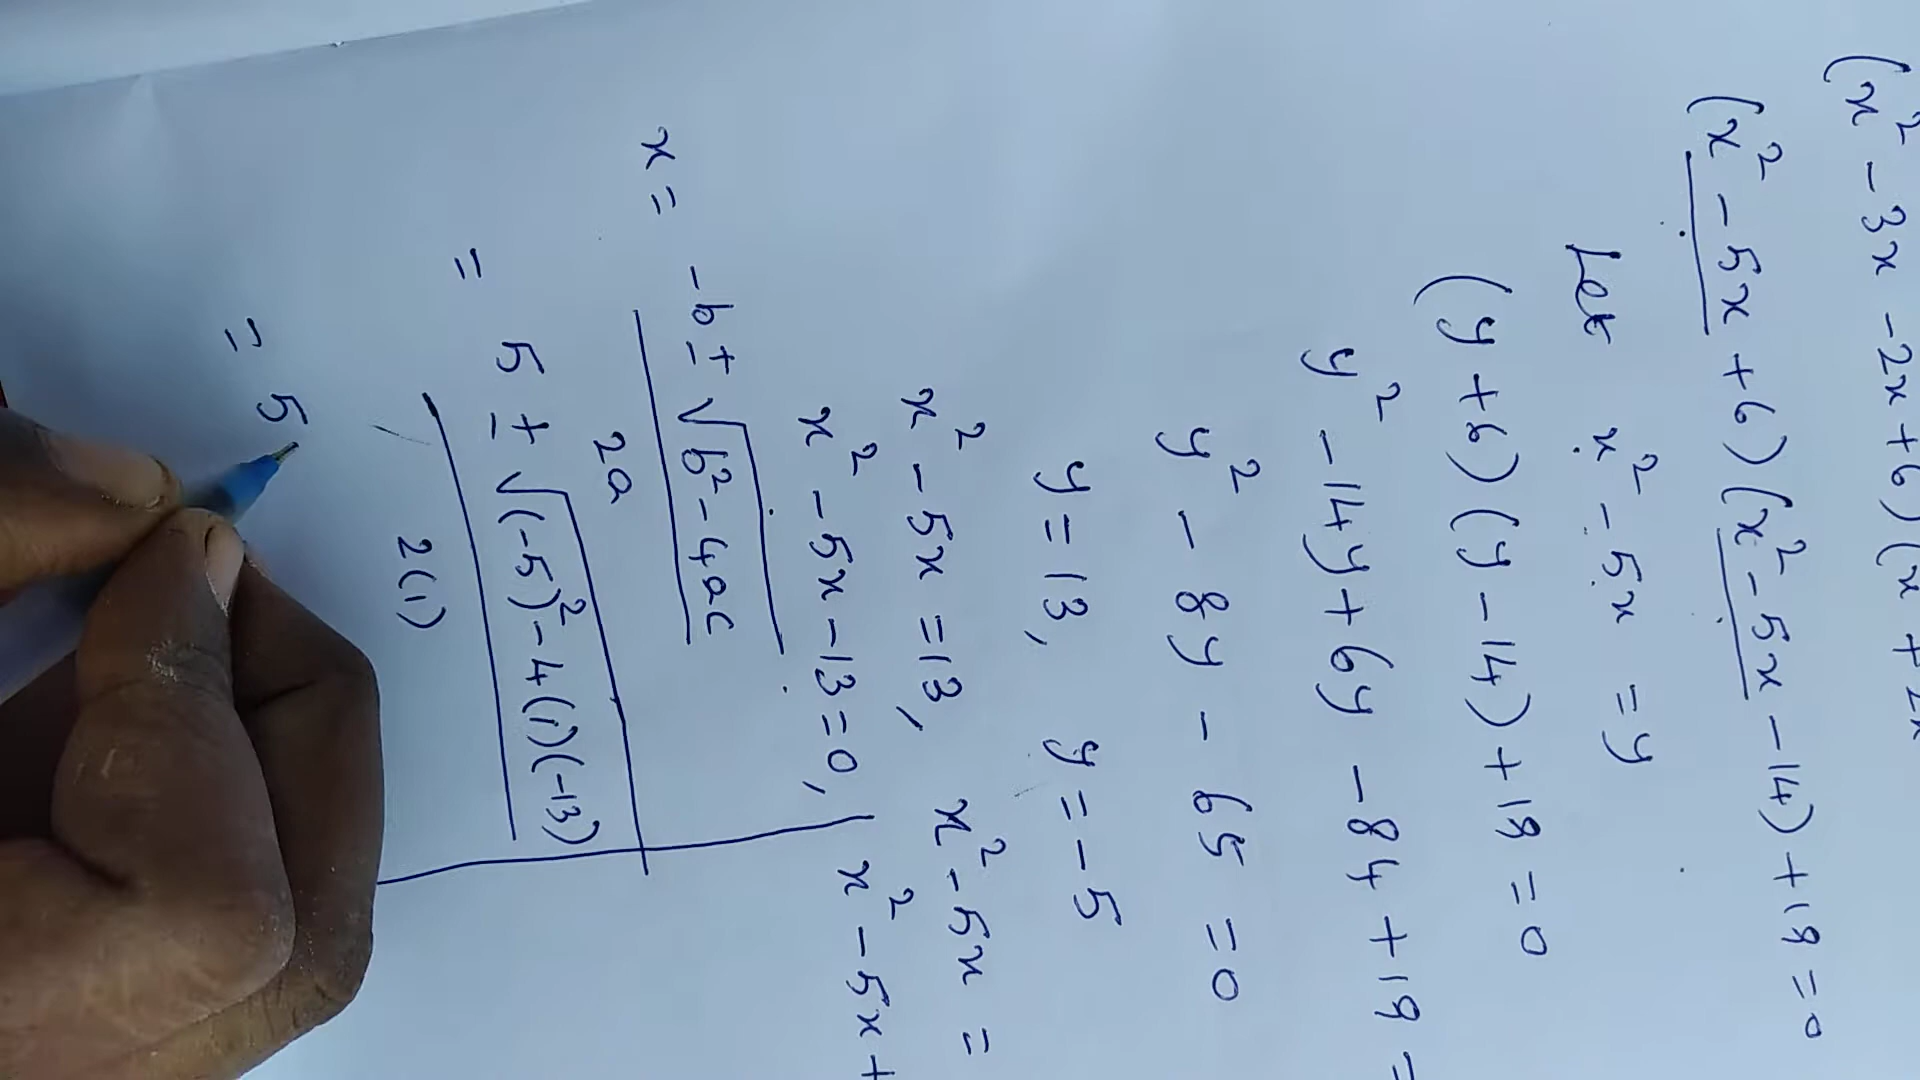 (x² - 3x - 2x + 6)(x + 2x
(x² - 5x + 6)(x² - 5x - 14) + 19 = 0
Let x² - 5x = y
(y + 6)(y - 14) + 19 = 0
y² - 14y + 6y - 84 + 19 =
y² - 8y - 65 = 0
y = 13, y = -5
x² - 5x = 13, x² - 5x =
x² - 5x - 13 = 0, x² - 5x +
x = -b ± √b² - 4ac
2a
= 5 ± √(-5)² - 4(1)(-13)
2(1)
= 5